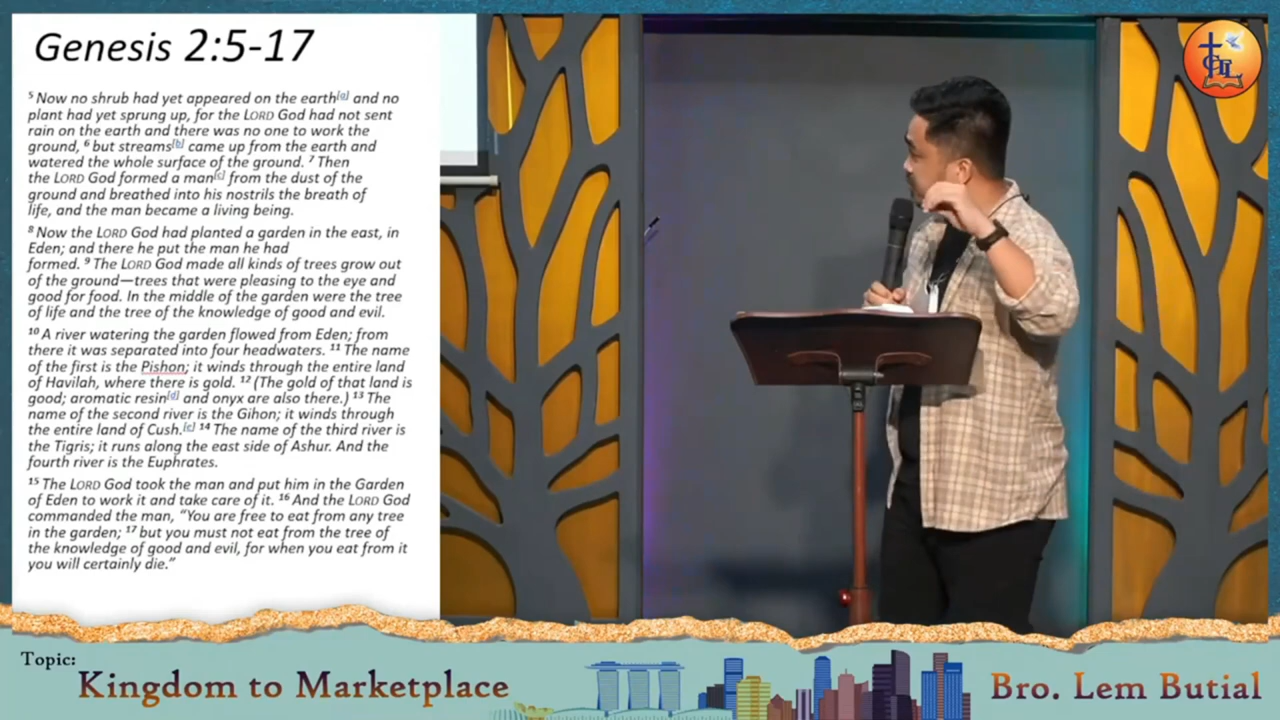 Genesis 2:5-17
⁵ Now no shrub had yet appeared on the earth[a] and no
plant had yet sprung up, for the LORD God had not sent
rain on the earth and there was no one to work the
ground, ⁶ but streams[b] came up from the earth and
watered the whole surface of the ground. ⁷ Then
the LORD God formed a man[c] from the dust of the
ground and breathed into his nostrils the breath of
life, and the man became a living being.
⁸ Now the LORD God had planted a garden in the east, in
Eden; and there he put the man he had
formed. ⁹ The LORD God made all kinds of trees grow out
of the ground—trees that were pleasing to the eye and
good for food. In the middle of the garden were the tree
of life and the tree of the knowledge of good and evil.
¹⁰ A river watering the garden flowed from Eden; from
there it was separated into four headwaters. ¹¹ The name
of the first is the Pishon; it winds through the entire land
of Havilah, where there is gold. ¹² (The gold of that land is
good; aromatic resin[d] and onyx are also there.) ¹³ The
name of the second river is the Gihon; it winds through
the entire land of Cush.[e] ¹⁴ The name of the third river is
the Tigris; it runs along the east side of Ashur. And the
fourth river is the Euphrates.
¹⁵ The LORD God took the man and put him in the Garden
of Eden to work it and take care of it. ¹⁶ And the LORD God
commanded the man, “You are free to eat from any tree
in the garden; ¹⁷ but you must not eat from the tree of
the knowledge of good and evil, for when you eat from it
you will certainly die.”
Topic:
Kingdom to Marketplace
Bro. Lem Butial